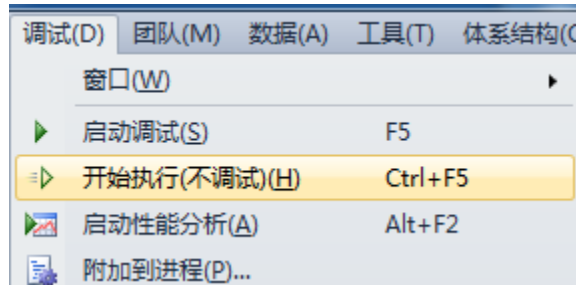 调试(D) 团队(M) 数据(A) 工具(T) 体系结构(
窗口(W)
启动调试(S) F5
开始执行(不调试)(H) Ctrl+F5
启动性能分析(A) Alt+F2
附加到进程(P)...